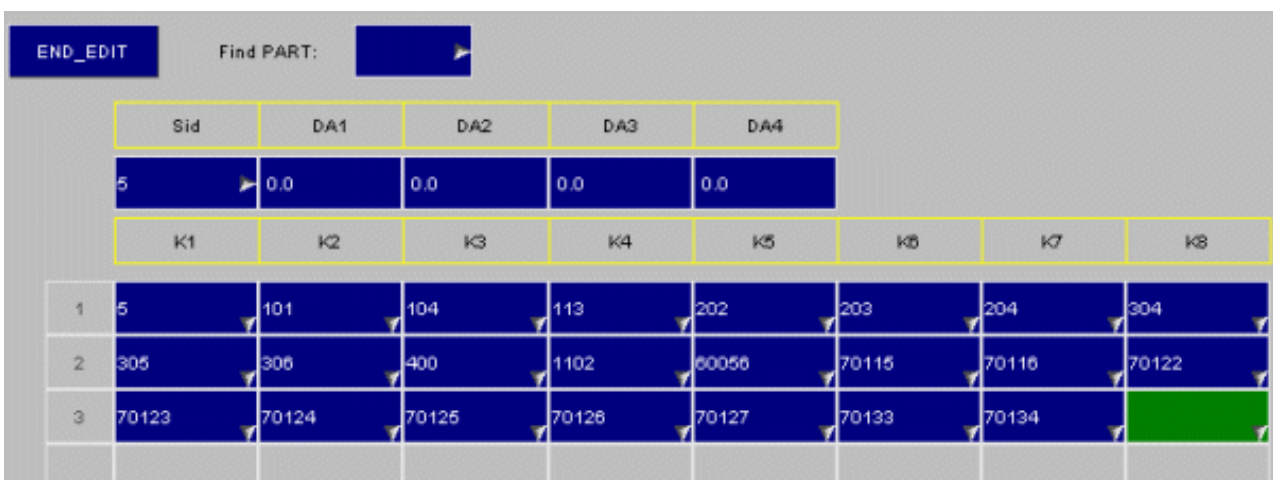 END_EDIT Find PART:
Sid DA1 DA2 DA3 DA4
5 0.0 0.0 0.0 0.0
K1 K2 K3 K4 K5 K6 K7 K8
1 5 101 104 113 202 203 204 304
2 305 306 400 1102 60056 70115 70116 70122
3 70123 70124 70125 70126 70127 70133 70134